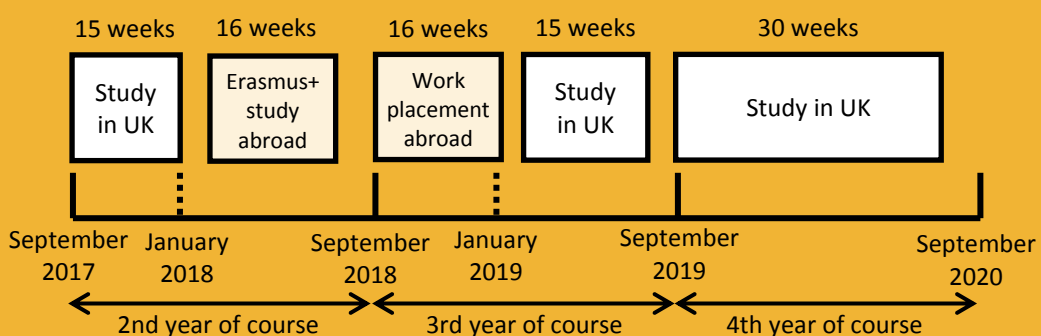 15 weeks
16 weeks
16 weeks
15 weeks
30 weeks
Study
in UK
Erasmus+
study
abroad
Work
placement
abroad
Study
in UK
Study in UK
September
2017
January
2018
September
2018
January
2019
September
2019
September
2020
2nd year of course
3rd year of course
4th year of course